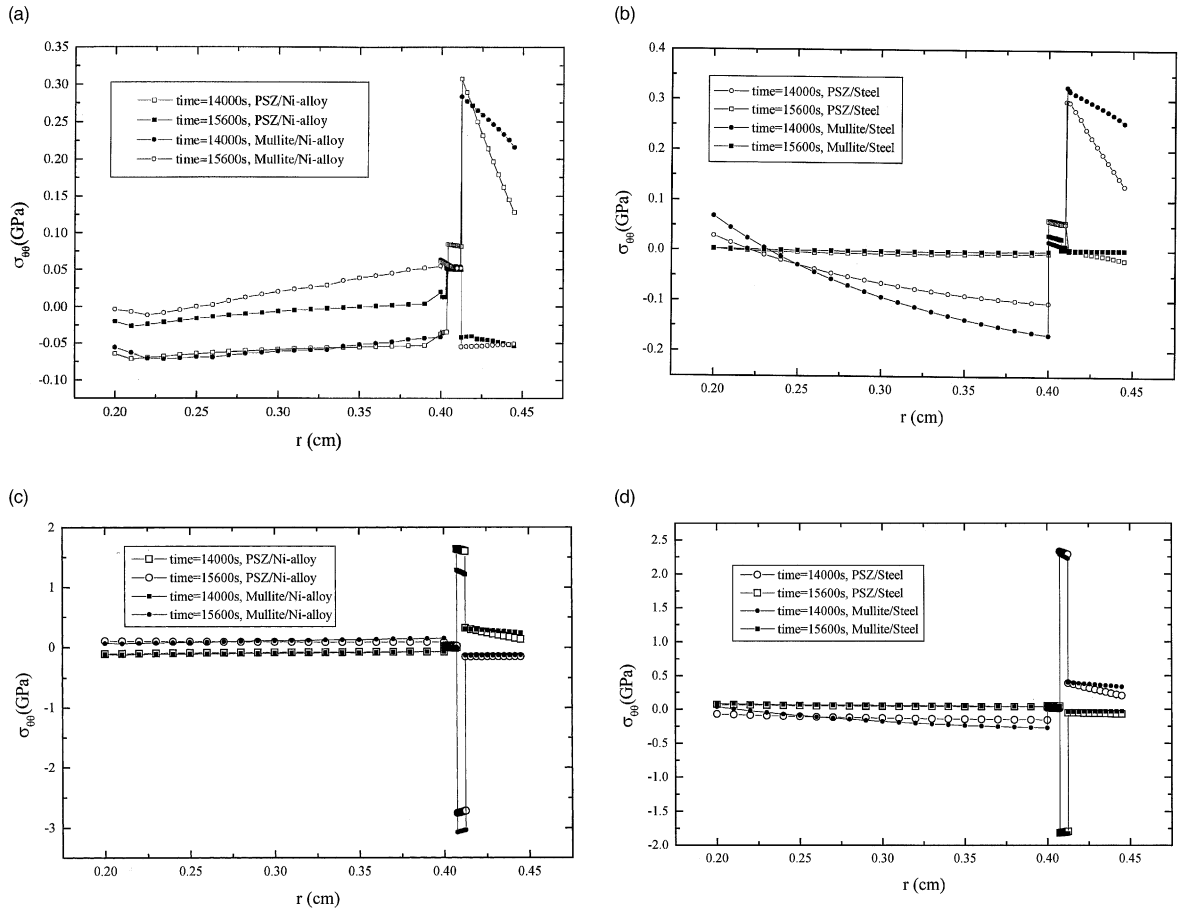 (a)
0.35
0.30
0.25
0.20
0.15
0.10
0.05
0.00
-0.05
-0.10
σθθ(GPa)
time=14000s, PSZ/Ni-alloy
time=15600s, PSZ/Ni-alloy
time=14000s, Mullite/Ni-alloy
time=15600s, Mullite/Ni-alloy
0.20 0.25 0.30 0.35 0.40 0.45
r (cm)
(b)
0.4
0.3
0.2
0.1
0.0
-0.1
-0.2
σθθ(GPa)
time=14000s, PSZ/Steel
time=15600s, PSZ/Steel
time=14000s, Mullite/Steel
time=15600s, Mullite/Steel
0.20 0.25 0.30 0.35 0.40 0.45
r (cm)
(c)
2
1
0
-1
-2
-3
σθθ(GPa)
time=14000s, PSZ/Ni-alloy
time=15600s, PSZ/Ni-alloy
time=14000s, Mullite/Ni-alloy
time=15600s, Mullite/Ni-alloy
0.20 0.25 0.30 0.35 0.40 0.45
r (cm)
(d)
2.5
2.0
1.5
1.0
0.5
0.0
-0.5
-1.0
-1.5
-2.0
σθθ(GPa)
time=14000s, PSZ/Steel
time=15600s, PSZ/Steel
time=14000s, Mullite/Steel
time=15600s, Mullite/Steel
0.20 0.25 0.30 0.35 0.40 0.45
r (cm)